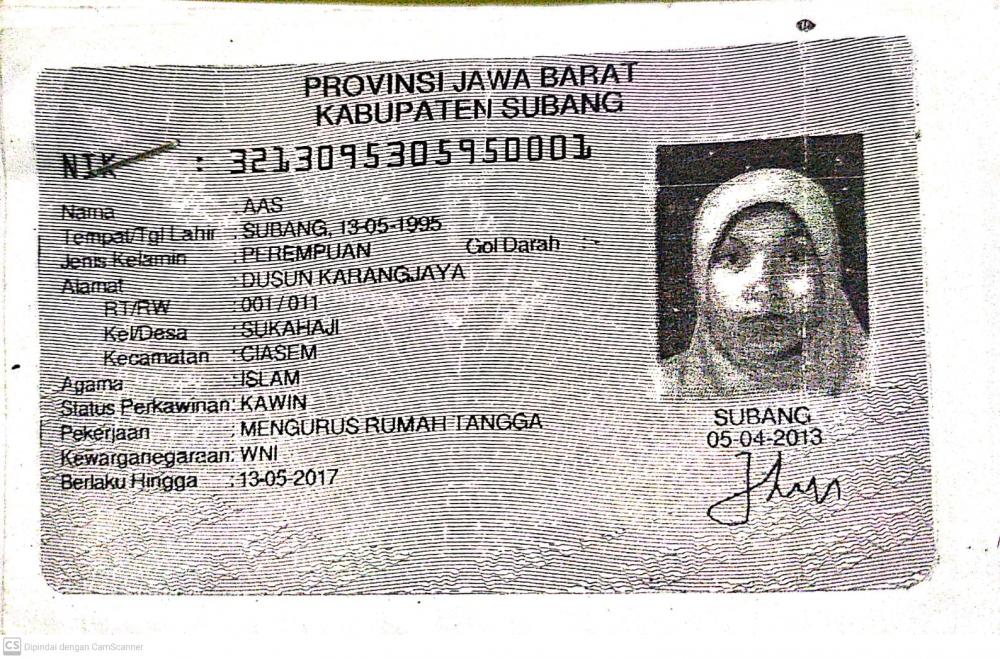 PROVINSI JAWA BARAT
KABUPATEN SUBANG
NIK : 3213095305950001
Nama : AAS
Tempat/Tgl Lahir : SUBANG, 13-05-1995
Jenis Kelamin : PEREMPUAN Gol Darah : -
Alamat : DUSUN KARANGJAYA
RT/RW : 001/011
Kel/Desa : SUKAHAJI
Kecamatan : CIASEM
Agama : ISLAM
Status Perkawinan: KAWIN
Pekerjaan : MENGURUS RUMAH TANGGA
Kewarganegaraan: WNI
Berlaku Hingga : 13-05-2017
SUBANG
05-04-2013
CS Dipindai dengan CamScanner